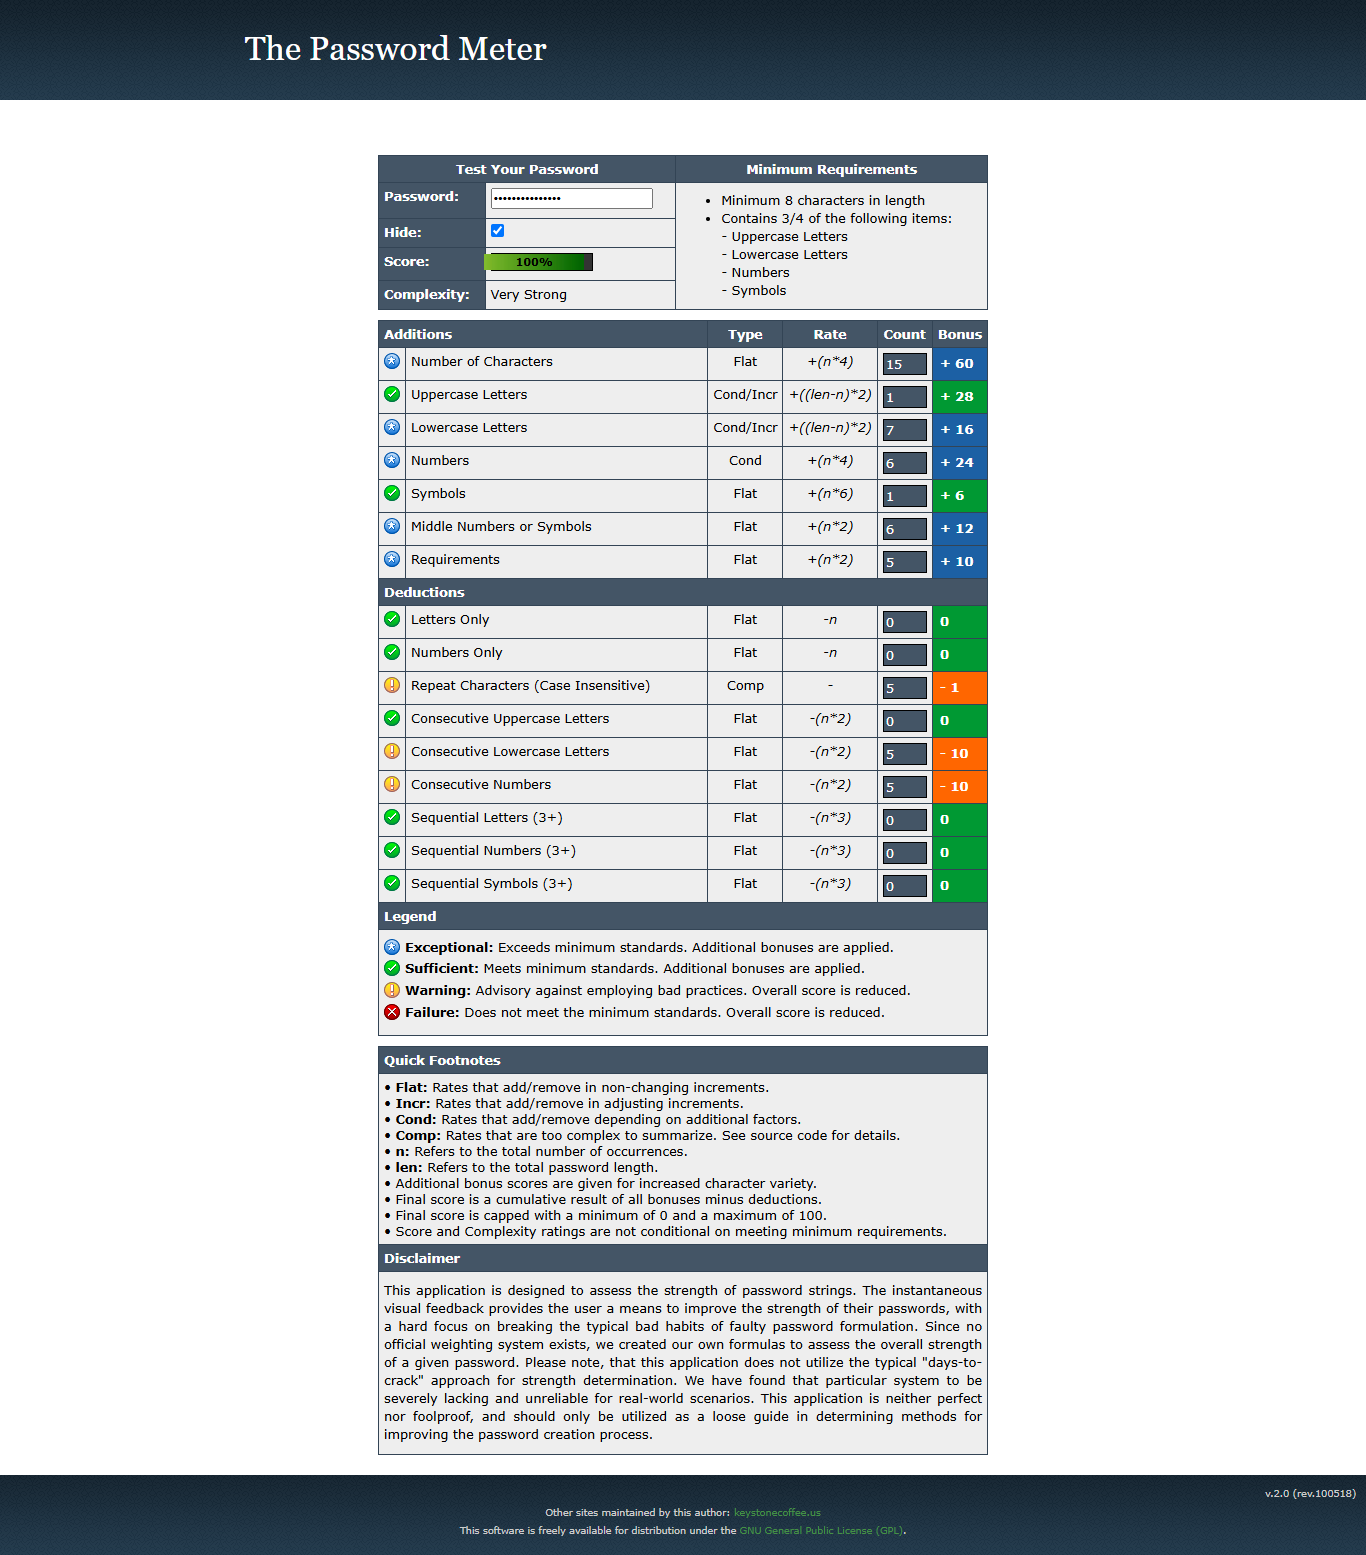 The Password Meter
Test Your Password
Minimum Requirements
Password:
•••••••••••••••
Hide:
Score:
100%
Complexity:
Very Strong
• Minimum 8 characters in length
• Contains 3/4 of the following items:
- Uppercase Letters
- Lowercase Letters
- Numbers
- Symbols
Additions Type Rate Count Bonus
Number of Characters Flat +(n*4) 15 + 60
Uppercase Letters Cond/Incr +((len-n)*2) 1 + 28
Lowercase Letters Cond/Incr +((len-n)*2) 7 + 16
Numbers Cond +(n*4) 6 + 24
Symbols Flat +(n*6) 1 + 6
Middle Numbers or Symbols Flat +(n*2) 6 + 12
Requirements Flat +(n*2) 5 + 10
Deductions
Letters Only Flat -n 0 0
Numbers Only Flat -n 0 0
Repeat Characters (Case Insensitive) Comp - 5 - 1
Consecutive Uppercase Letters Flat -(n*2) 0 0
Consecutive Lowercase Letters Flat -(n*2) 5 - 10
Consecutive Numbers Flat -(n*2) 5 - 10
Sequential Letters (3+) Flat -(n*3) 0 0
Sequential Numbers (3+) Flat -(n*3) 0 0
Sequential Symbols (3+) Flat -(n*3) 0 0
Legend
Exceptional: Exceeds minimum standards. Additional bonuses are applied.
Sufficient: Meets minimum standards. Additional bonuses are applied.
Warning: Advisory against employing bad practices. Overall score is reduced.
Failure: Does not meet the minimum standards. Overall score is reduced.
Quick Footnotes
• Flat: Rates that add/remove in non-changing increments.
• Incr: Rates that add/remove in adjusting increments.
• Cond: Rates that add/remove depending on additional factors.
• Comp: Rates that are too complex to summarize. See source code for details.
• n: Refers to the total number of occurrences.
• len: Refers to the total password length.
• Additional bonus scores are given for increased character variety.
• Final score is a cumulative result of all bonuses minus deductions.
• Final score is capped with a minimum of 0 and a maximum of 100.
• Score and Complexity ratings are not conditional on meeting minimum requirements.
Disclaimer
This application is designed to assess the strength of password strings. The instantaneous
visual feedback provides the user a means to improve the strength of their passwords, with
a hard focus on breaking the typical bad habits of faulty password formulation. Since no
official weighting system exists, we created our own formulas to assess the overall strength
of a given password. Please note, that this application does not utilize the typical "days-to-
crack" approach for strength determination. We have found that particular system to be
severely lacking and unreliable for real-world scenarios. This application is neither perfect
nor foolproof, and should only be utilized as a loose guide in determining methods for
improving the password creation process.
v.2.0 (rev.100518)
Other sites maintained by this author: keystonecoffee.us
This software is freely available for distribution under the GNU General Public License (GPL).